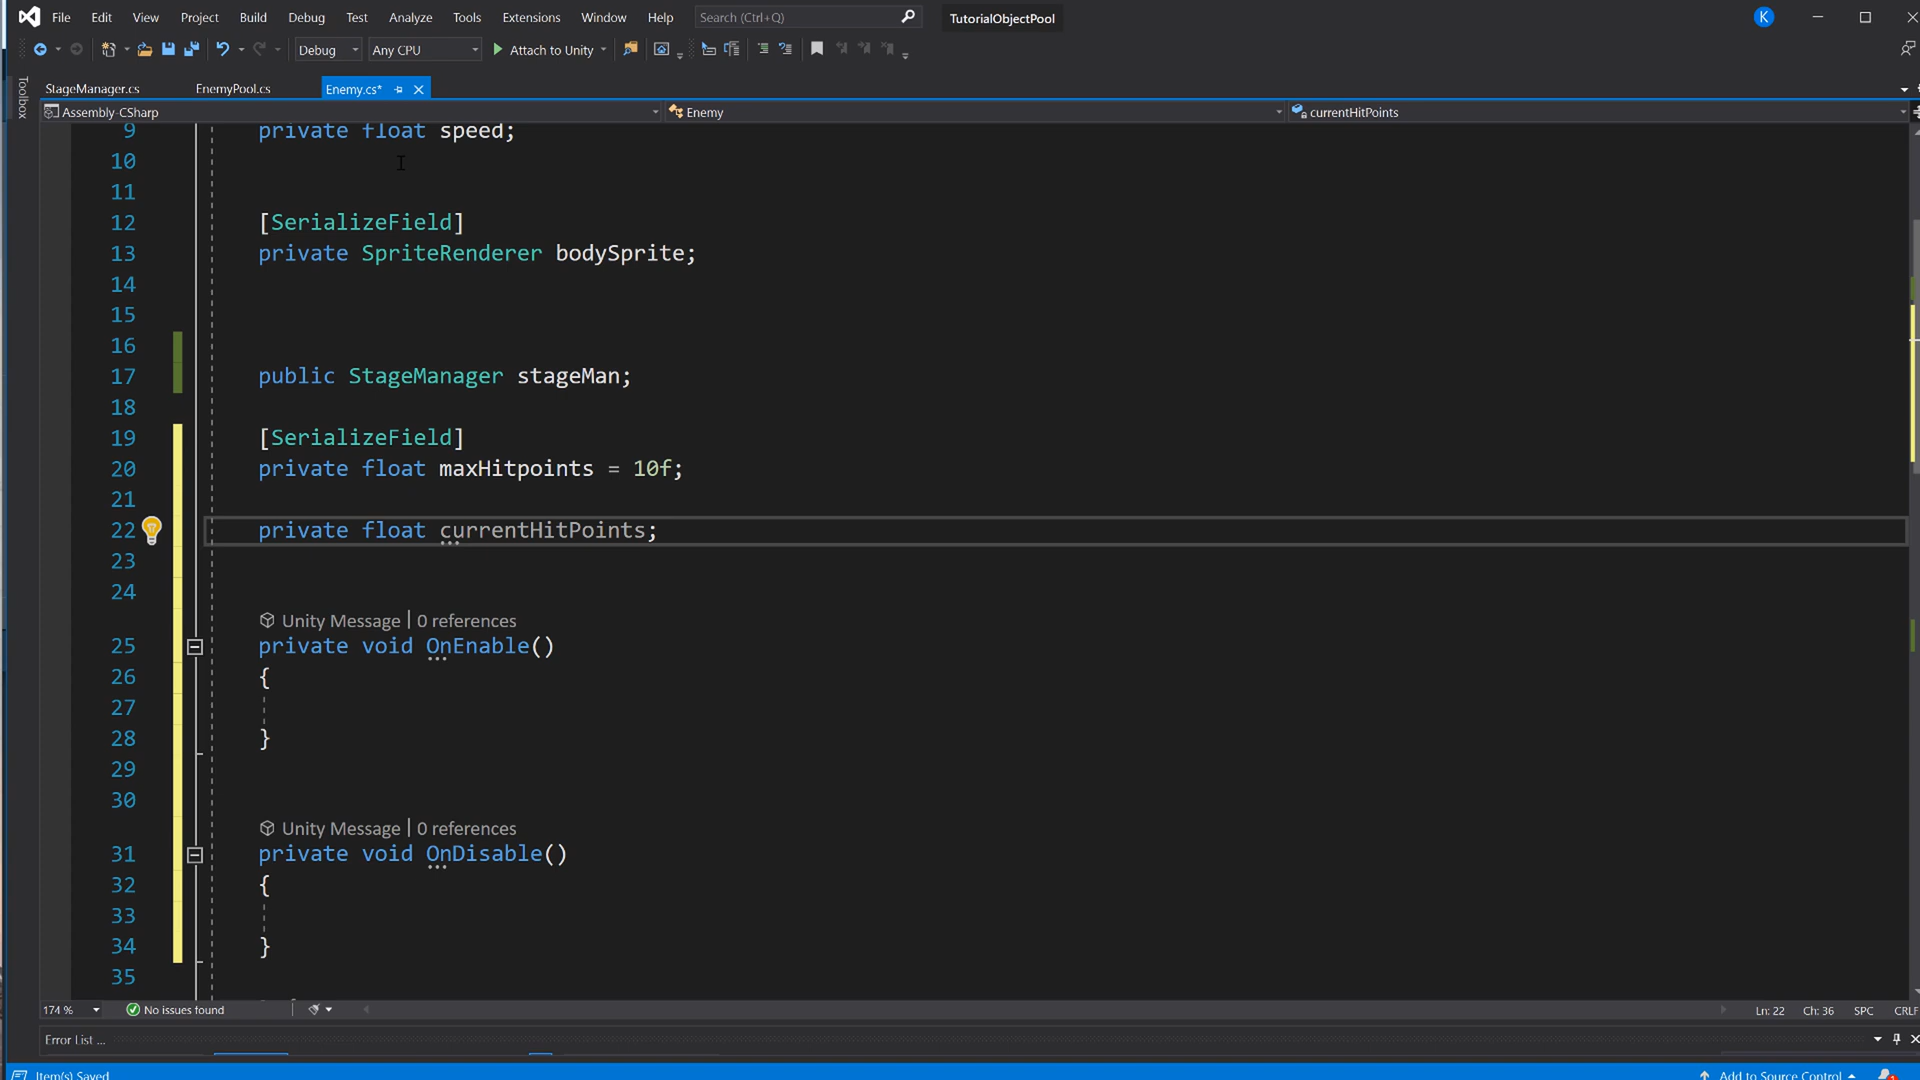 File Edit View Project Build Debug Test Analyze Tools Extensions Window Help Search (Ctrl+Q) TutorialObjectPool K
Debug Any CPU Attach to Unity
Toolbox
StageManager.cs EnemyPool.cs Enemy.cs*
Assembly-CSharp Enemy currentHitPoints
9 private float speed;
10
11
12 [SerializeField]
13 private SpriteRenderer bodySprite;
14
15
16
17 public StageManager stageMan;
18
19 [SerializeField]
20 private float maxHitpoints = 10f;
21
22 private float currentHitPoints;
23
24
Unity Message | 0 references
25 private void OnEnable()
26 {
27
28 }
29
30
Unity Message | 0 references
31 private void OnDisable()
32 {
33
34 }
35
174 % No issues found Ln: 22 Ch: 36 SPC CRLF
Error List ...
Item(s) Saved Add to Source Control